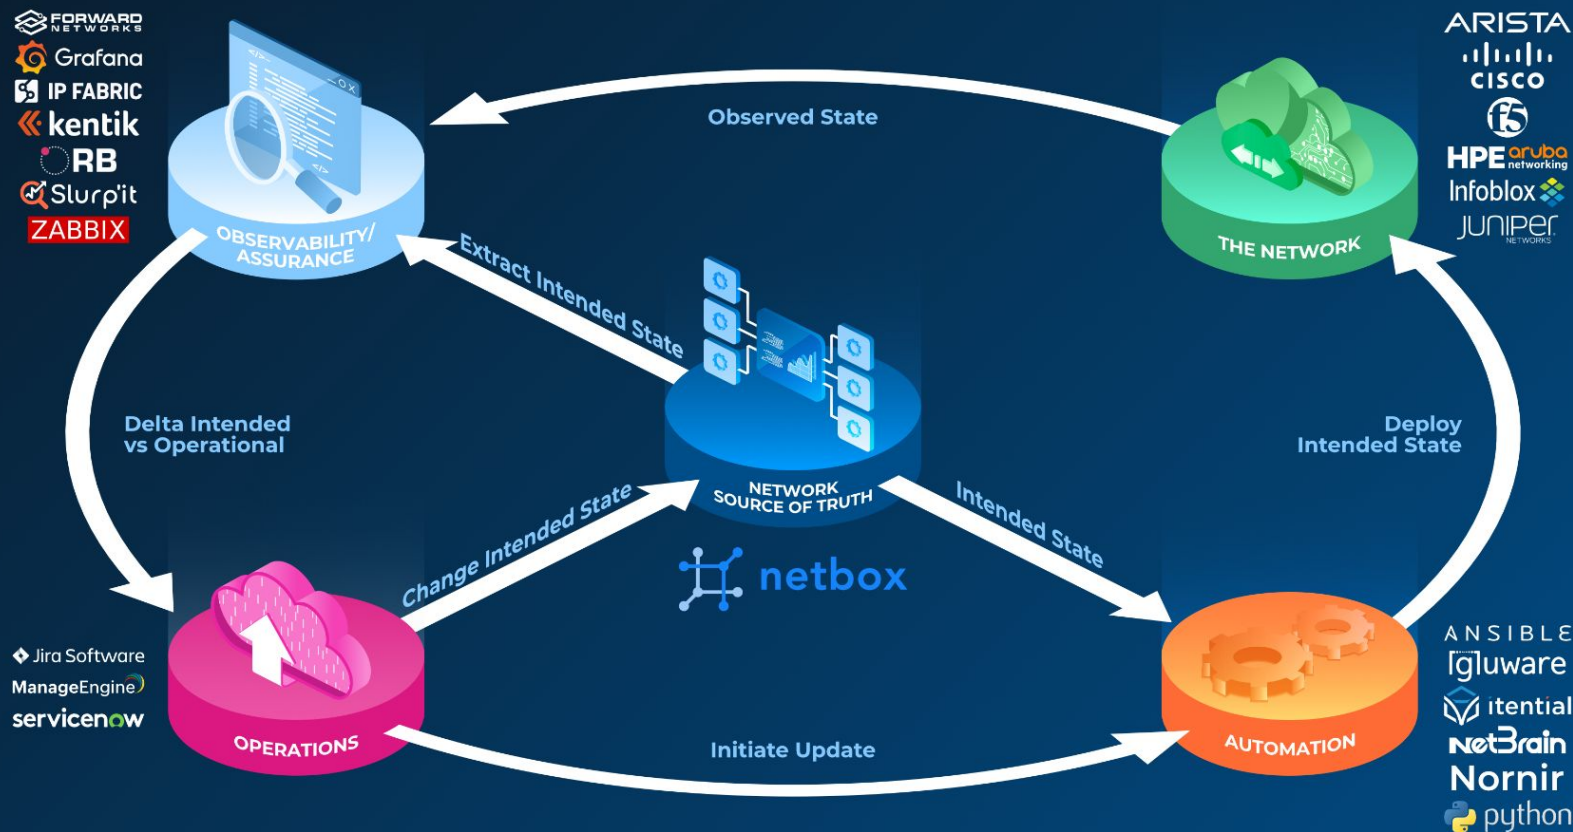 FORWARD
NETWORKS
Grafana
IP FABRIC
kentik
RB
Slurp'it
ZABBIX
</>
</>
OBSERVABILITY/
ASSURANCE
Observed State
THE NETWORK
ARISTA
CISCO
f5
HPE aruba
networking
Infoblox
JUNIPER
NETWORKS
Extract Intended State
Delta Intended
vs Operational
NETWORK
SOURCE OF TRUTH
netbox
Change Intended State
Intended State
Deploy
Intended State
Jira Software
ManageEngine
servicenow
OPERATIONS
Initiate Update
AUTOMATION
ANSIBLE
gluware
itential
NetBrain
Nornir
python